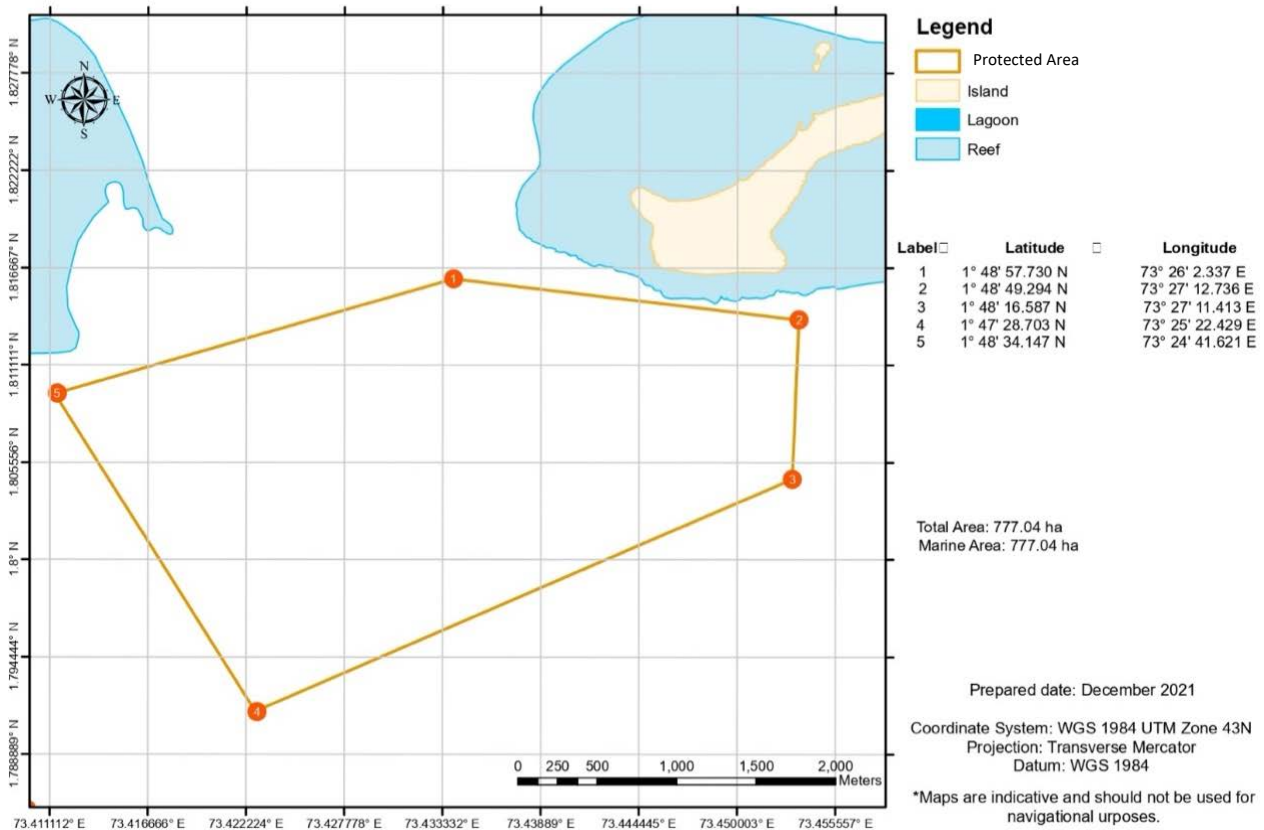 N
W E
S
1.827778° N
1.822222° N
1.816667° N
1.811111° N
1.805556° N
1.8° N
1.794444° N
1.788889° N
1
2
3
4
5
0 250 500 1,000 1,500 2,000
Meters
73.411112° E 73.416666° E 73.422224° E 73.427778° E 73.433332° E 73.43889° E 73.444445° E 73.450003° E 73.455557° E
Legend
Protected Area
Island
Lagoon
Reef
Label Latitude Longitude
1 1° 48' 57.730 N 73° 26' 2.337 E
2 1° 48' 49.294 N 73° 27' 12.736 E
3 1° 48' 16.587 N 73° 27' 11.413 E
4 1° 47' 28.703 N 73° 25' 22.429 E
5 1° 48' 34.147 N 73° 24' 41.621 E
Total Area: 777.04 ha
Marine Area: 777.04 ha
Prepared date: December 2021
Coordinate System: WGS 1984 UTM Zone 43N
Projection: Transverse Mercator
Datum: WGS 1984
*Maps are indicative and should not be used for
navigational urposes.